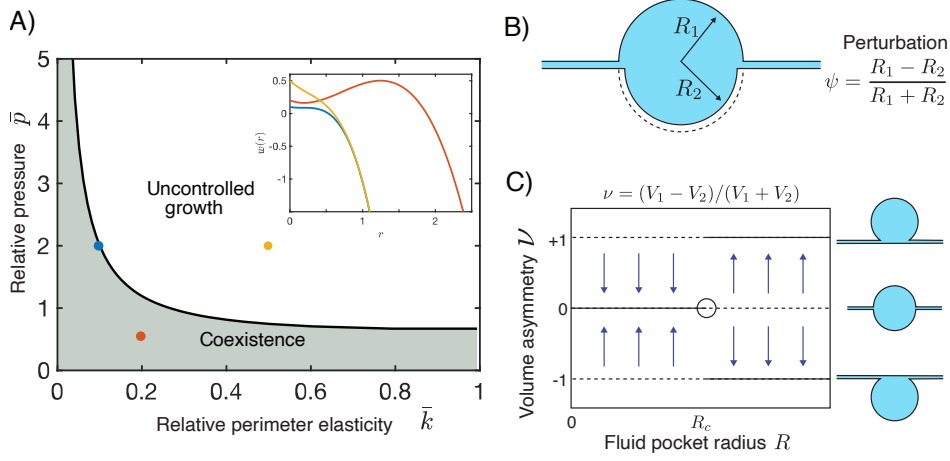 A)
5
4
3
2
1
0
Relative pressure p̄
0
0.2
0.4
0.6
0.8
1
Relative perimeter elasticity k̄
Uncontrolled
growth
Coexistence
0.5
0
-0.5
-1
w(r)
0
1
2
r
B)
R₁
R₂
Perturbation
ψ = (R₁ − R₂)/(R₁ + R₂)
C)
ν = (V₁ − V₂)/(V₁ + V₂)
Volume asymmetry ν
+1
0
-1
0
R_c
Fluid pocket radius R